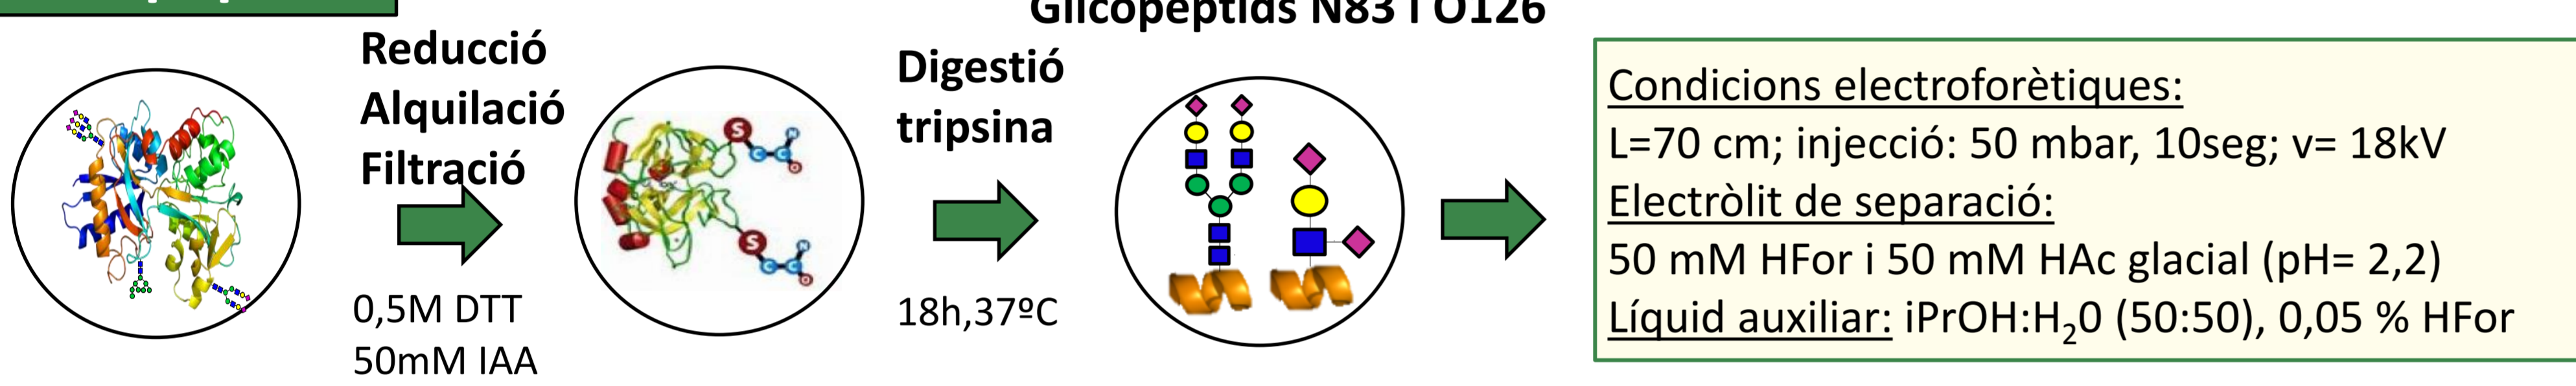 Glicopèptids N83 i O126
Reducció
Alquilació
Filtració
0,5M DTT
50mM IAA
Digestió
tripsina
18h,37ºC
Condicions electroforètiques:
L=70 cm; injecció: 50 mbar, 10seg; v= 18kV
Electròlit de separació:
50 mM HFor i 50 mM HAc glacial (pH= 2,2)
Líquid auxiliar: iPrOH:H₂0 (50:50), 0,05 % HFor